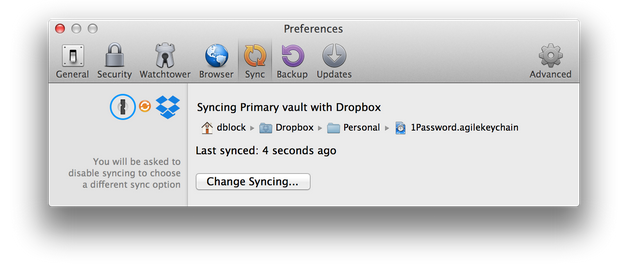 Preferences
General Security Watchtower Browser Sync Backup Updates Advanced
Syncing Primary vault with Dropbox
dblock Dropbox Personal 1Password.agilekeychain
Last synced: 4 seconds ago
You will be asked to
disable syncing to choose
a different sync option
Change Syncing...